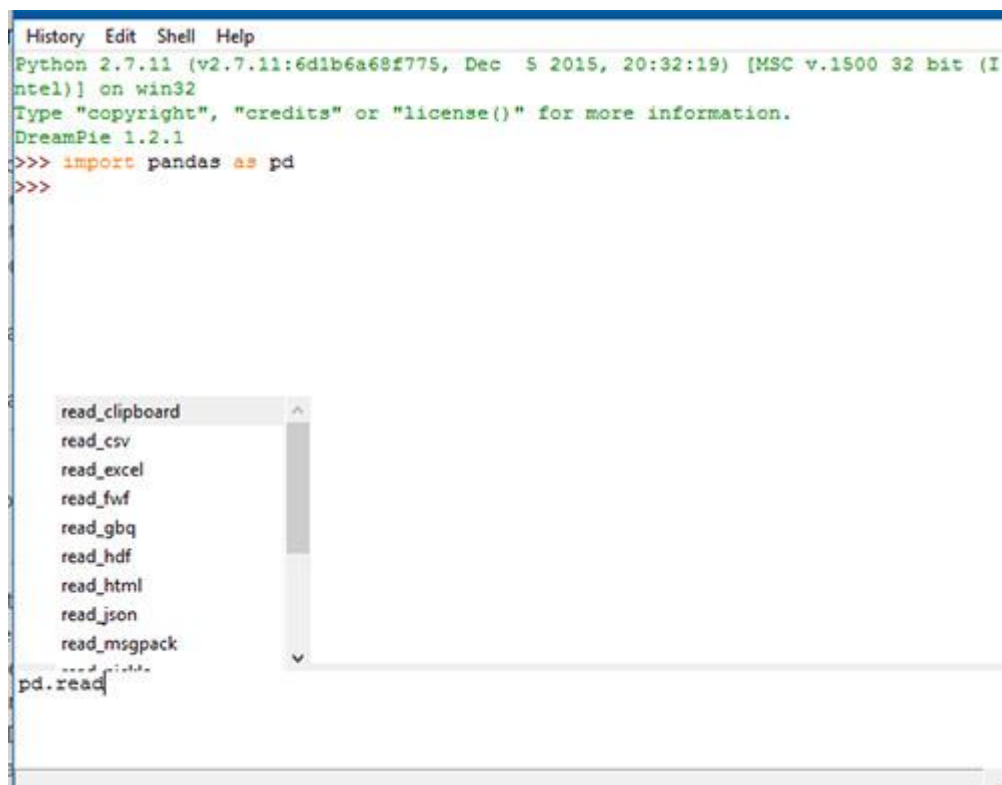 History Edit Shell Help
Python 2.7.11 (v2.7.11:6d1b6a68f775, Dec  5 2015, 20:32:19) [MSC v.1500 32 bit (I
ntel)] on win32
Type "copyright", "credits" or "license()" for more information.
DreamPie 1.2.1
>>> import pandas as pd
>>>
read_clipboard
read_csv
read_excel
read_fwf
read_gbq
read_hdf
read_html
read_json
read_msgpack
pd.read